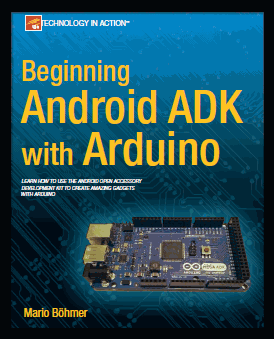 TECHNOLOGY IN ACTION™
Beginning
Android ADK
with Arduino
LEARN HOW TO USE THE ANDROID OPEN ACCESSORY
DEVELOPMENT KIT TO CREATE AMAZING GADGETS
WITH ARDUINO
Mario Böhmer